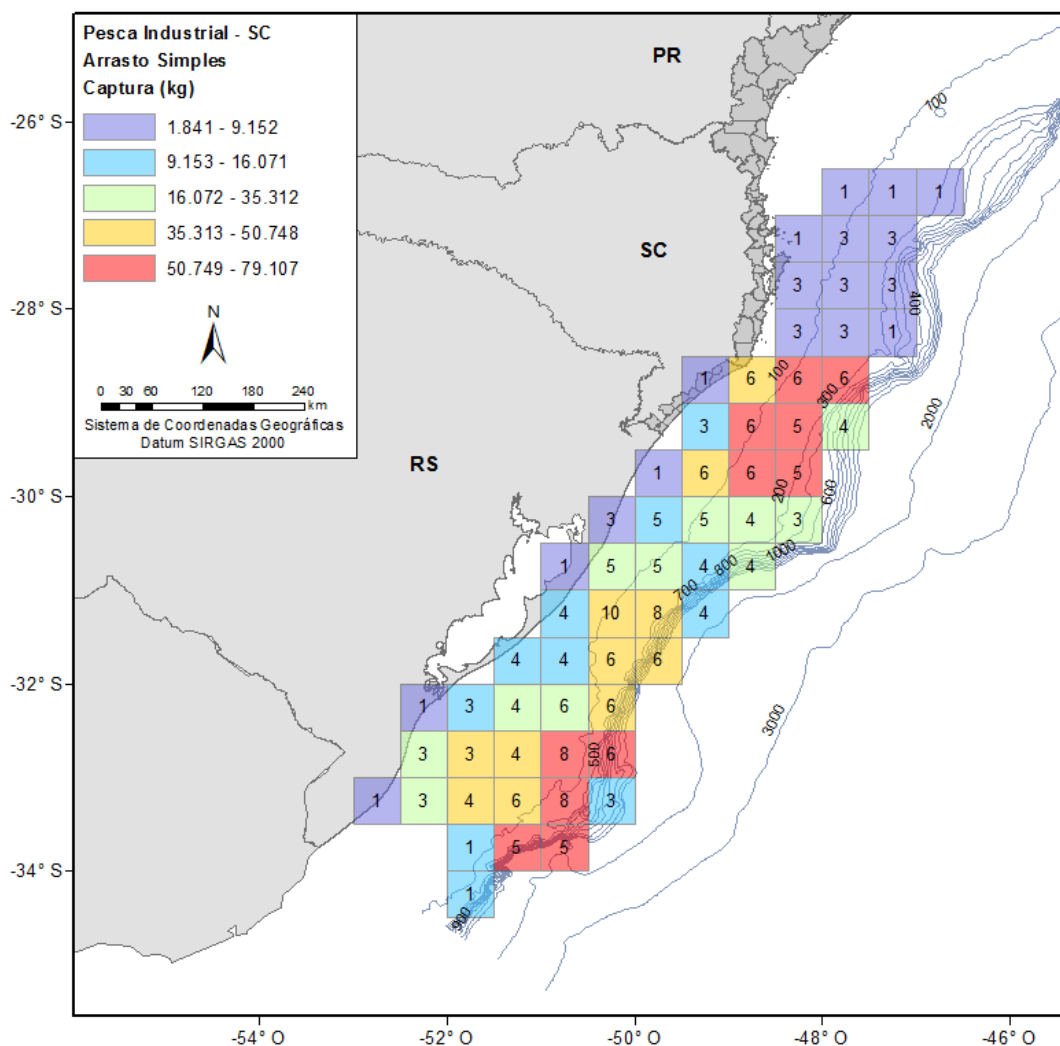 Pesca Industrial - SC
Arrasto Simples
Captura (kg)
1.841 - 9.152
9.153 - 16.071
16.072 - 35.312
35.313 - 50.748
50.749 - 79.107
N
0 30 60 120 180 240
km
Sistema de Coordenadas Geográficas
Datum SIRGAS 2000
PR
SC
RS
-26° S
-28° S
-30° S
-32° S
-34° S
-54° O
-52° O
-50° O
-48° O
-46° O
100
1 1 1
1 3 3
3 3 3
400
3 3 1
100
1 6 6 6
300
2000
3 6 5 4
1 6 6 5
200
600
3 5 5 4 3
1000
1 5 5 4 4
800
700
4 10 8 4
4 4 6 6
1 3 4 6 6
3000
3 3 4 8 6
500
1 3 4 6 8 3
1 5 5
1
900